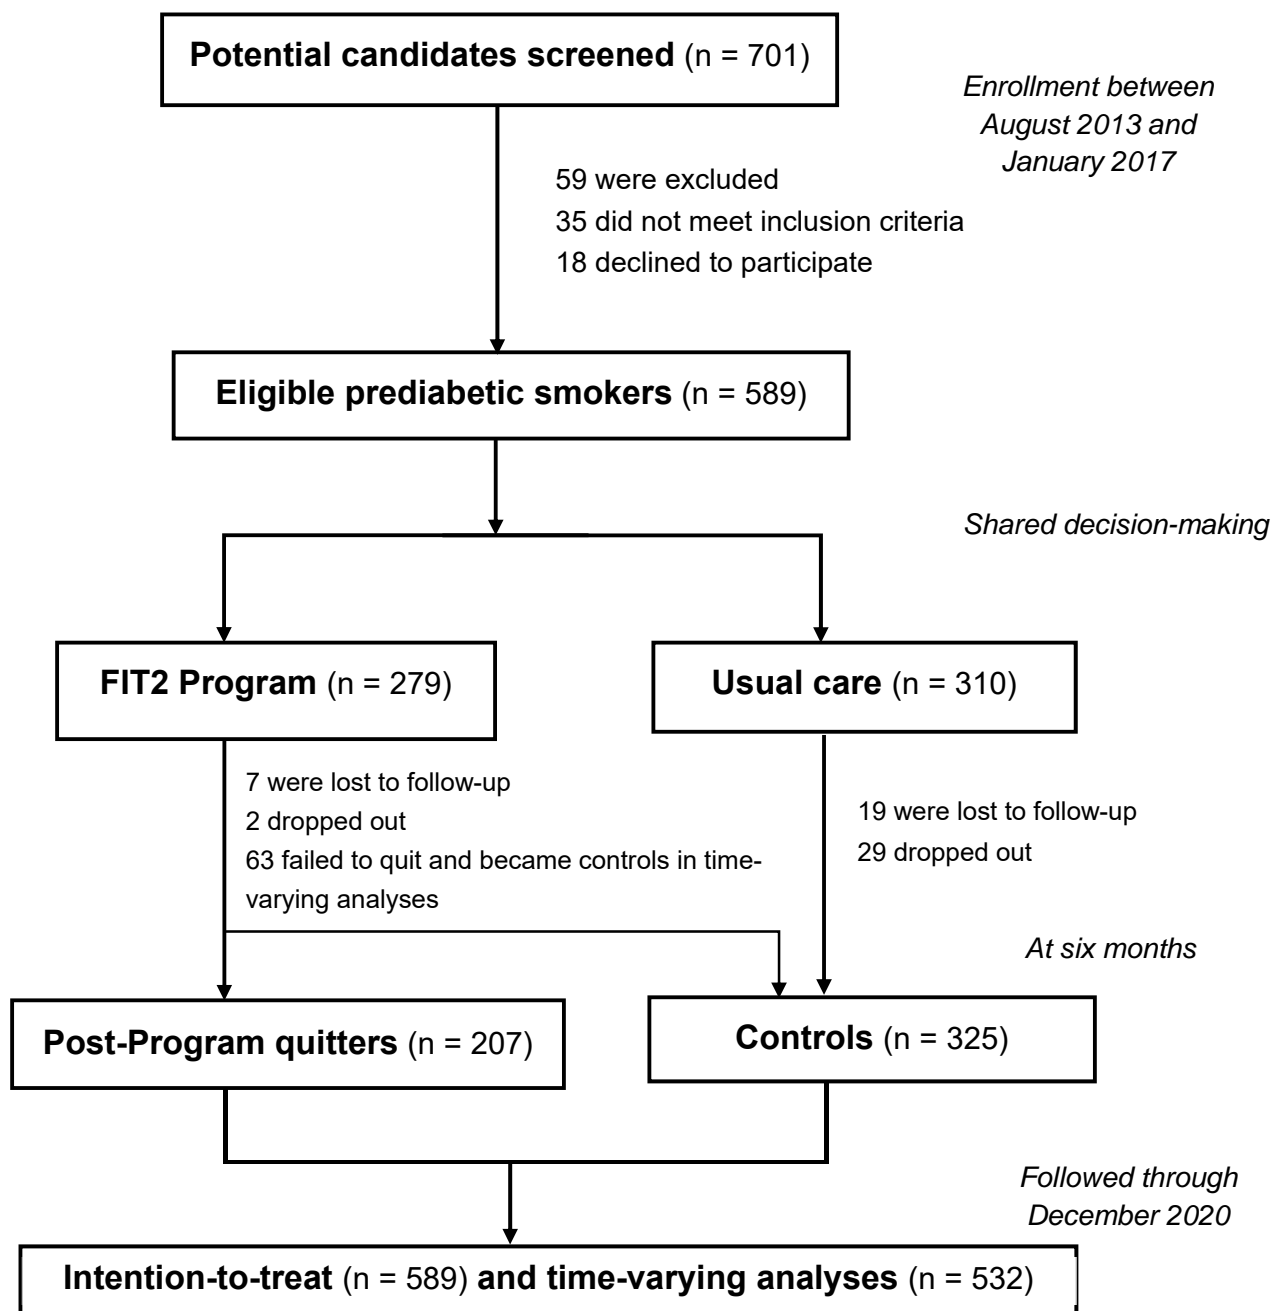 Potential candidates screened (n = 701)
Enrollment between
August 2013 and
January 2017
59 were excluded
35 did not meet inclusion criteria
18 declined to participate
Eligible prediabetic smokers (n = 589)
Shared decision-making
FIT2 Program (n = 279)
Usual care (n = 310)
7 were lost to follow-up
2 dropped out
63 failed to quit and became controls in time-
varying analyses
19 were lost to follow-up
29 dropped out
At six months
Post-Program quitters (n = 207)
Controls (n = 325)
Followed through
December 2020
Intention-to-treat (n = 589) and time-varying analyses (n = 532)